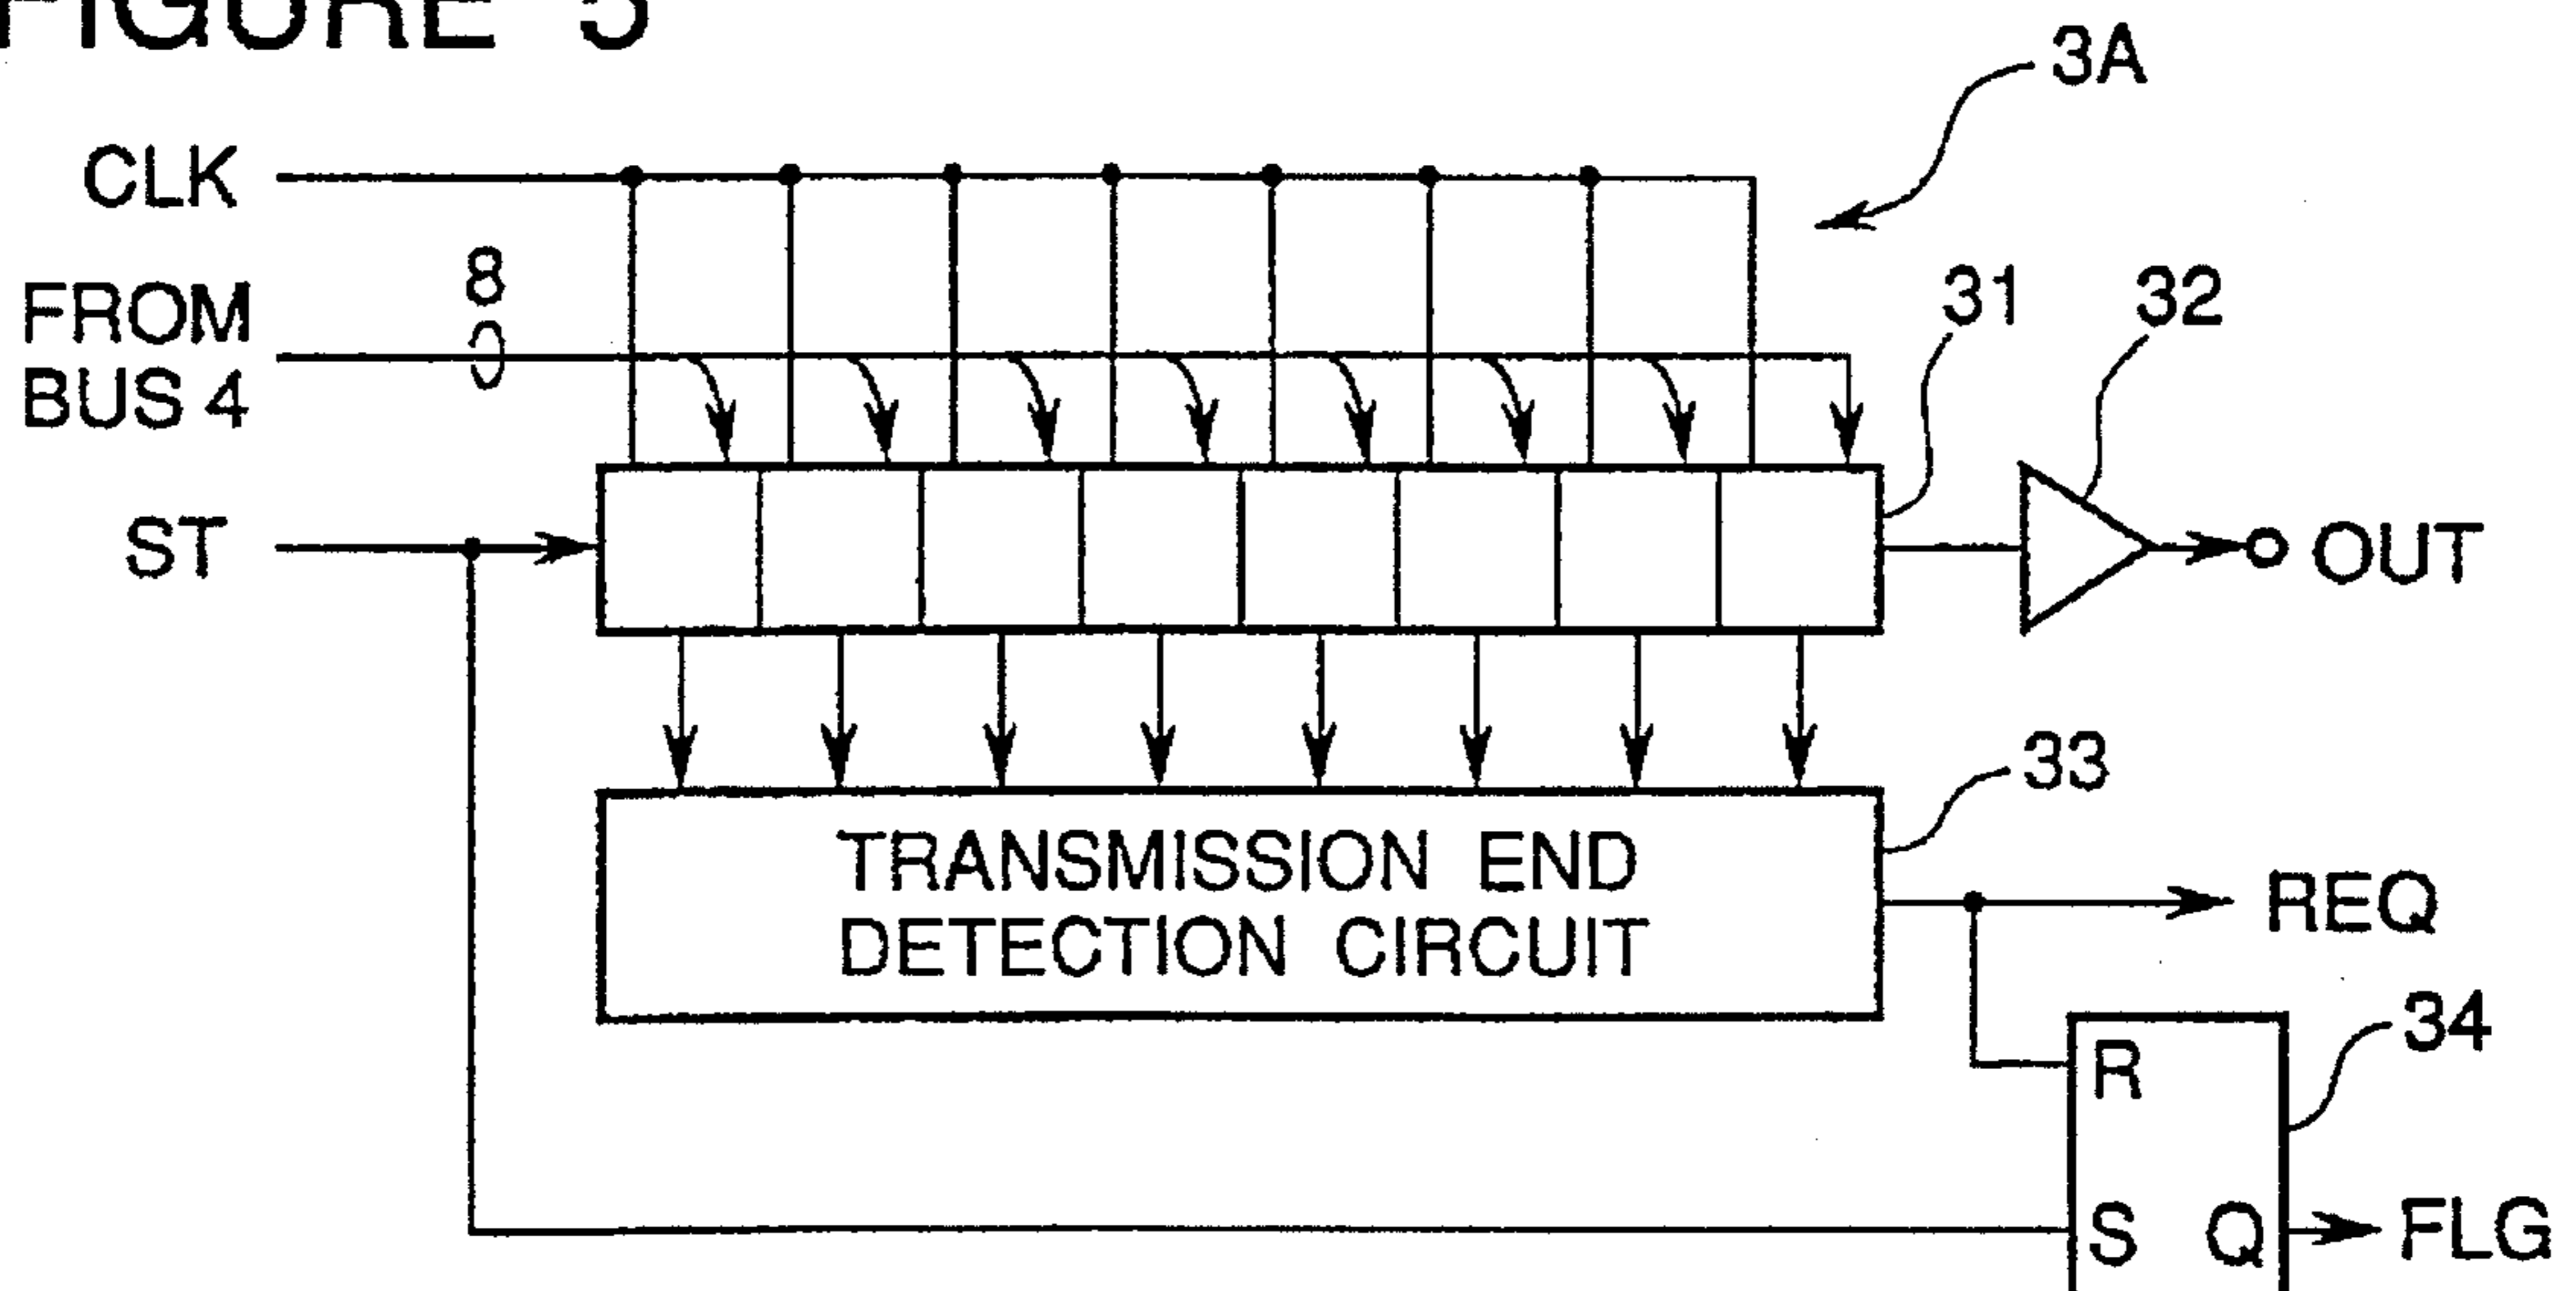 FIGURE 5
3A
CLK
8
FROM
BUS 4
31
32
ST
OUT
TRANSMISSION END
DETECTION CIRCUIT
33
REQ
34
R
S
Q
FLG